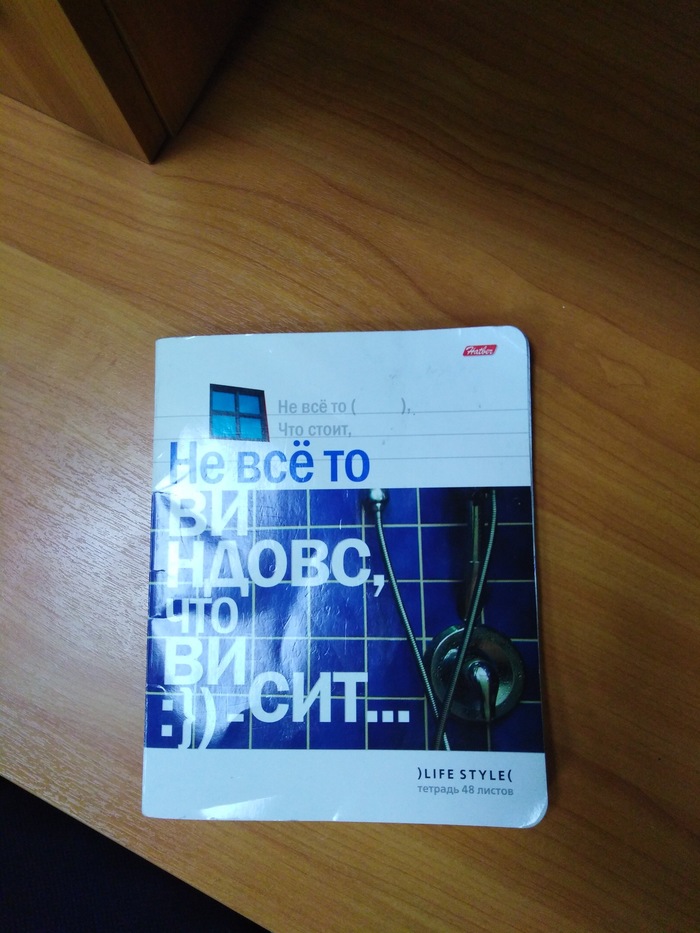 Hatber
Не всё то (        ),
Что стоит,
Не всё то
ви
ндовс,
что
ви
:}) -сит...
)LIFE STYLE(
тетрадь 48 листов